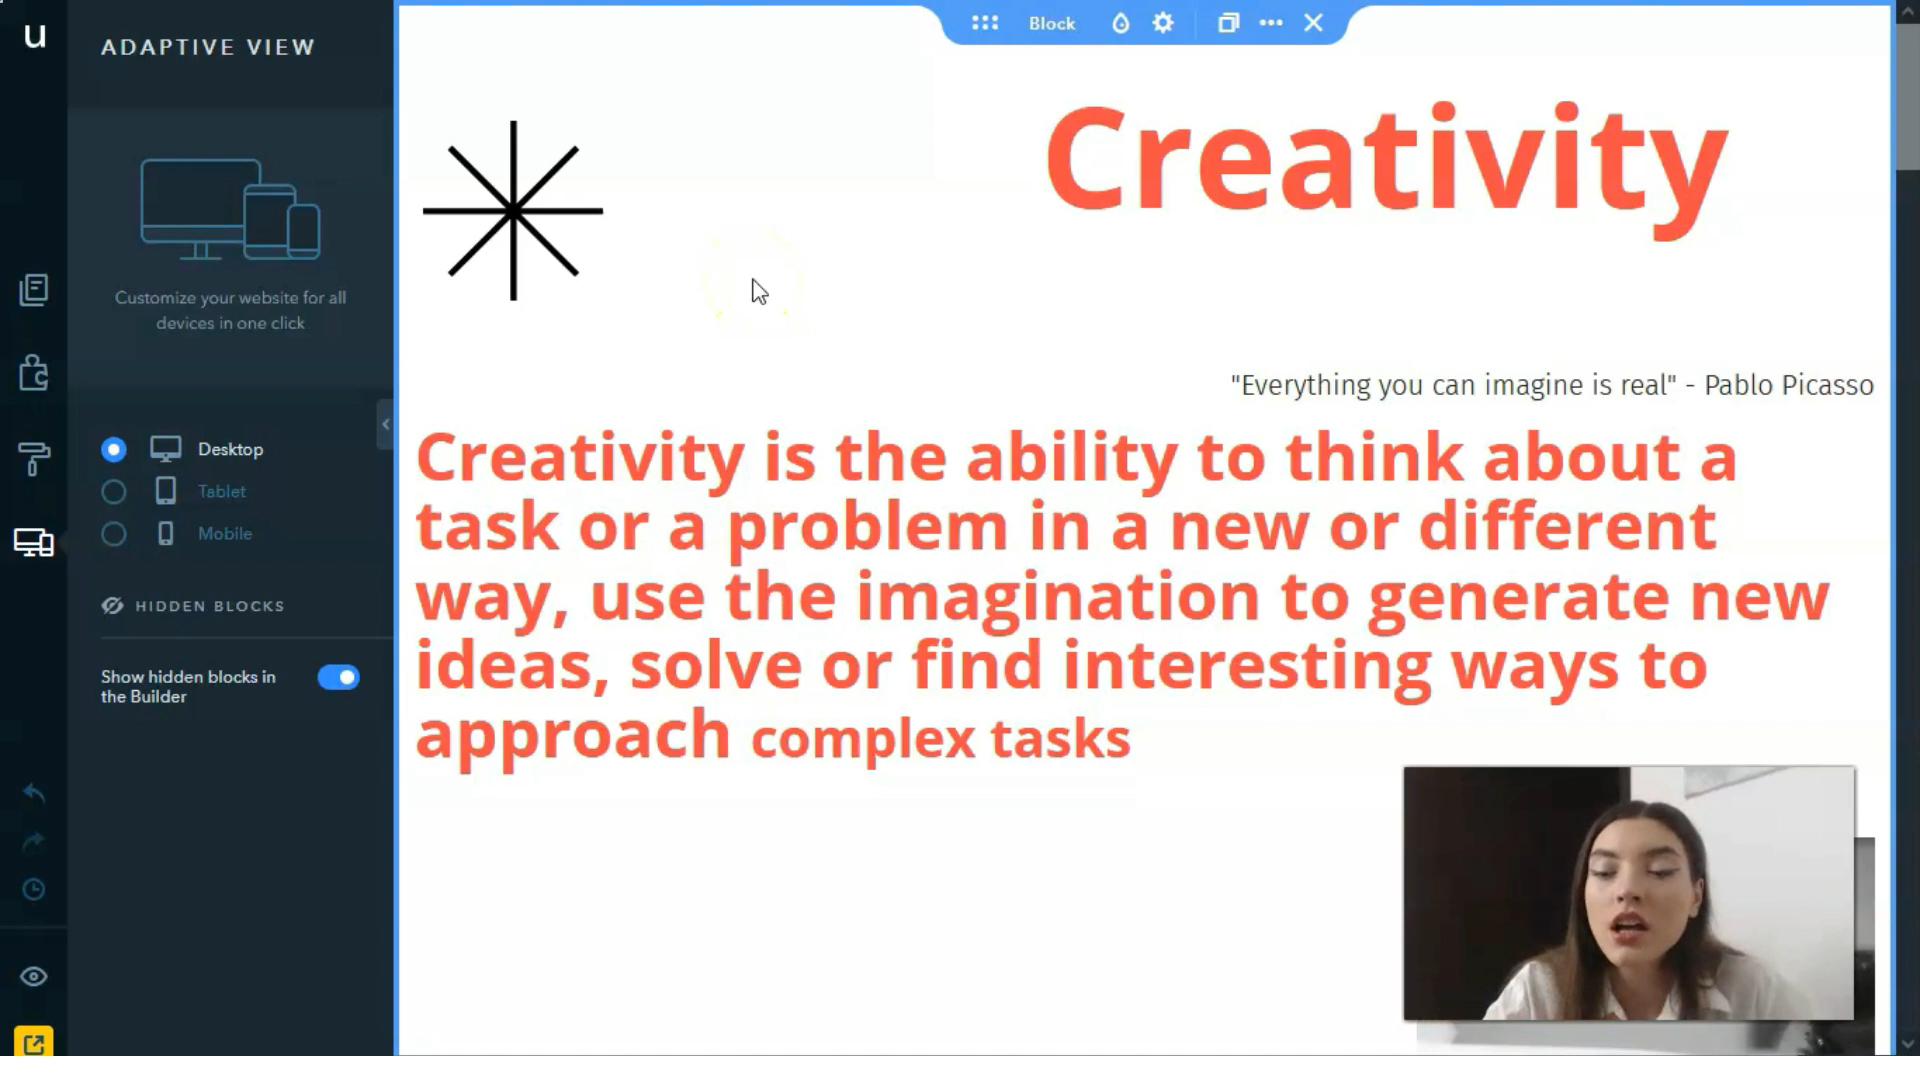 u
ADAPTIVE VIEW
Customize your website for all
devices in one click
Desktop
Tablet
Mobile
HIDDEN BLOCKS
Show hidden blocks in
the Builder
Block
Creativity
"Everything you can imagine is real" - Pablo Picasso
Creativity is the ability to think about a
task or a problem in a new or different
way, use the imagination to generate new
ideas, solve or find interesting ways to
approach complex tasks